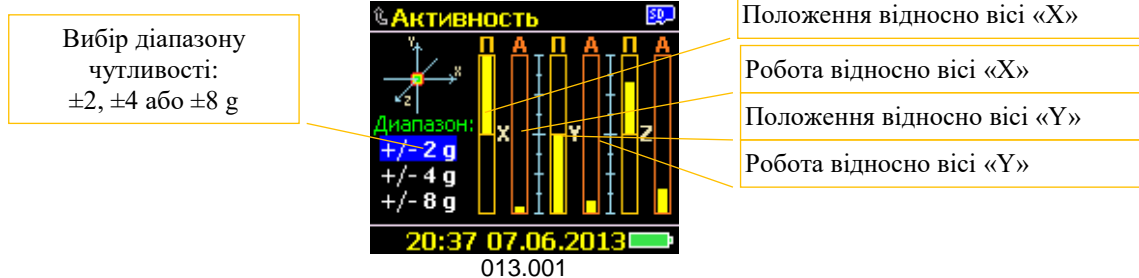 Вибір діапазону
чутливості:
±2, ±4 або ±8 g
Активность
SD
П А П А П А
Y
X
Z
Диапазон:
+/- 2 g
+/- 4 g
+/- 8 g
X Y Z
20:37 07.06.2013
013.001
Положення відносно вісі «X»
Робота відносно вісі «X»
Положення відносно вісі «Y»
Робота відносно вісі «Y»